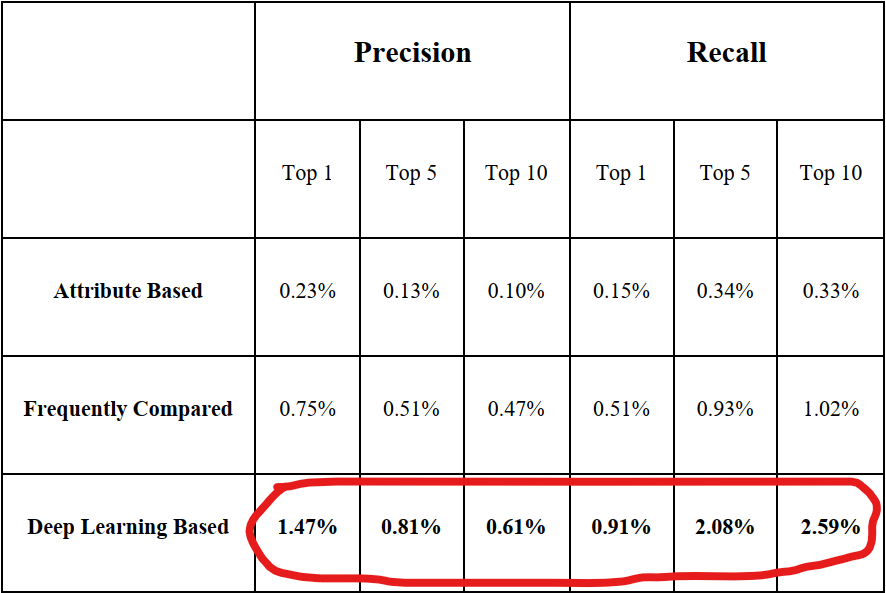 Precision Recall
Top 1 Top 5 Top 10 Top 1 Top 5 Top 10
Attribute Based 0.23% 0.13% 0.10% 0.15% 0.34% 0.33%
Frequently Compared 0.75% 0.51% 0.47% 0.51% 0.93% 1.02%
Deep Learning Based 1.47% 0.81% 0.61% 0.91% 2.08% 2.59%